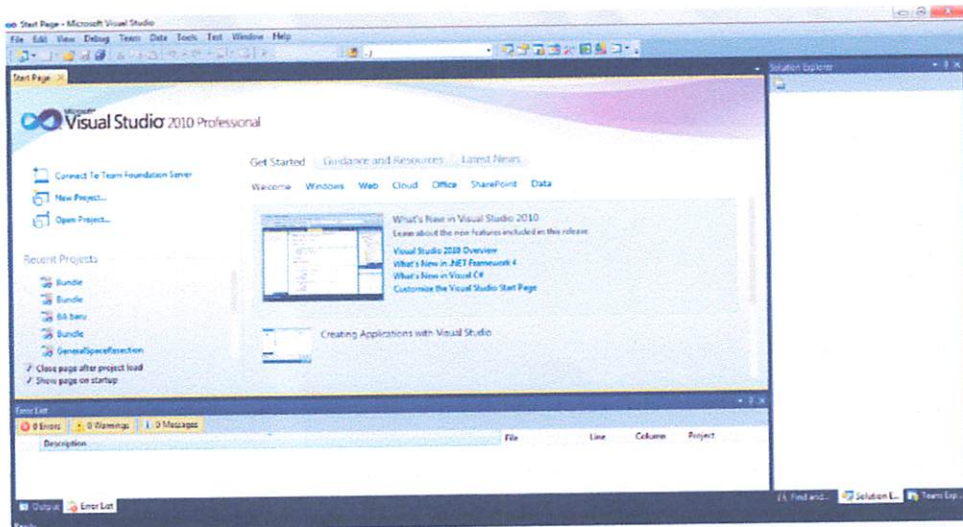 Start Page - Microsoft Visual Studio
File Edit View Debug Team Data Tools Test Window Help
Start Page
Solution Explorer
Microsoft
Visual Studio 2010 Professional
Connect To Team Foundation Server
New Project...
Open Project...
Recent Projects
Bundle
Bundle
BA baru
Bundle
GeneralSpaceResection
Close page after project load
Show page on startup
Get Started Guidance and Resources Latest News
Welcome Windows Web Cloud Office SharePoint Data
What's New in Visual Studio 2010
Learn about the new features included in this release.
Visual Studio 2010 Overview
What's New in .NET Framework 4
What's New in Visual C#
Customize the Visual Studio Start Page
Creating Applications with Visual Studio
Error List
0 Errors 0 Warnings 0 Messages
Description File Line Column Project
Output Error List
Find and... Solution E... Team Exp...
Ready